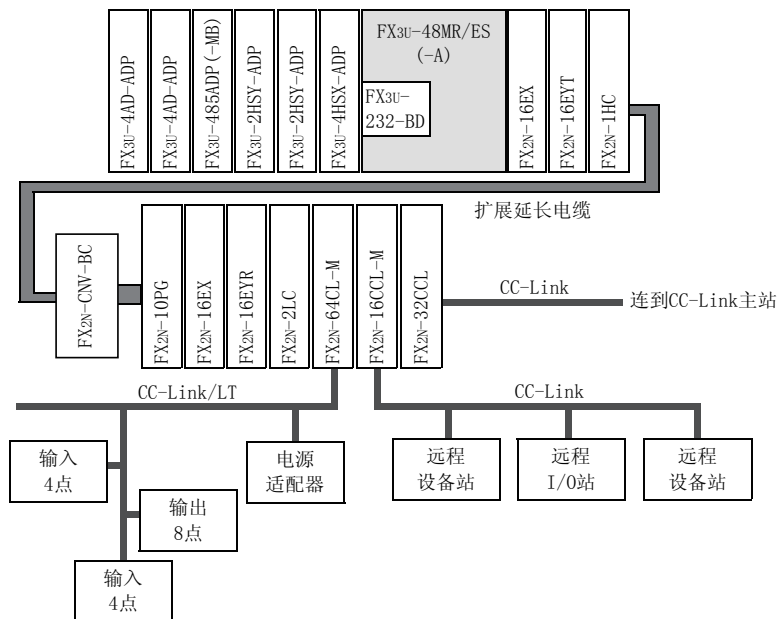 FX3U-4AD-ADP
FX3U-4AD-ADP
FX3U-485ADP(-MB)
FX3U-2HSY-ADP
FX3U-2HSY-ADP
FX3U-4HSX-ADP
FX3U-48MR/ES
(-A)
FX3U-
232-BD
FX2N-16EX
FX2N-16EYT
FX2N-1HC
扩展延长电缆
FX2N-CNV-BC
FX2N-10PG
FX2N-16EX
FX2N-16EYR
FX2N-2LC
FX2N-64CL-M
FX2N-16CCL-M
FX2N-32CCL
CC-Link
连到CC-Link主站
CC-Link/LT
CC-Link
输入
4点
电源
适配器
远程
设备站
远程
I/O站
远程
设备站
输出
8点
输入
4点